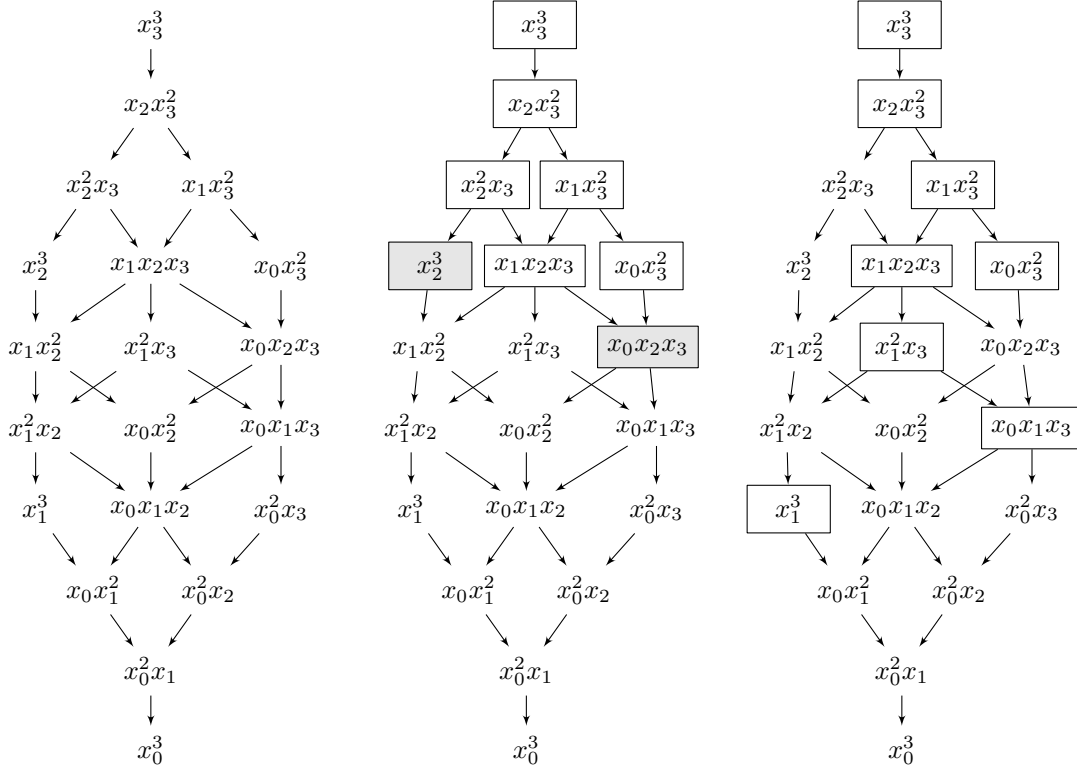 $x_3^3$ $x_3^3$ $x_3^3$
$x_2x_3^2$ $x_2x_3^2$ $x_2x_3^2$
$x_2^2x_3$ $x_1x_3^2$ $x_2^2x_3$ $x_1x_3^2$ $x_2^2x_3$ $x_1x_3^2$
$x_2^3$ $x_1x_2x_3$ $x_0x_3^2$ $x_2^3$ $x_1x_2x_3$ $x_0x_3^2$ $x_2^3$ $x_1x_2x_3$ $x_0x_3^2$
$x_1x_2^2$ $x_1^2x_3$ $x_0x_2x_3$ $x_1x_2^2$ $x_1^2x_3$ $x_0x_2x_3$ $x_1x_2^2$ $x_1^2x_3$ $x_0x_2x_3$
$x_1^2x_2$ $x_0x_2^2$ $x_0x_1x_3$ $x_1^2x_2$ $x_0x_2^2$ $x_0x_1x_3$ $x_1^2x_2$ $x_0x_2^2$ $x_0x_1x_3$
$x_1^3$ $x_0x_1x_2$ $x_0^2x_3$ $x_1^3$ $x_0x_1x_2$ $x_0^2x_3$ $x_1^3$ $x_0x_1x_2$ $x_0^2x_3$
$x_0x_1^2$ $x_0^2x_2$ $x_0x_1^2$ $x_0^2x_2$ $x_0x_1^2$ $x_0^2x_2$
$x_0^2x_1$ $x_0^2x_1$ $x_0^2x_1$
$x_0^3$ $x_0^3$ $x_0^3$